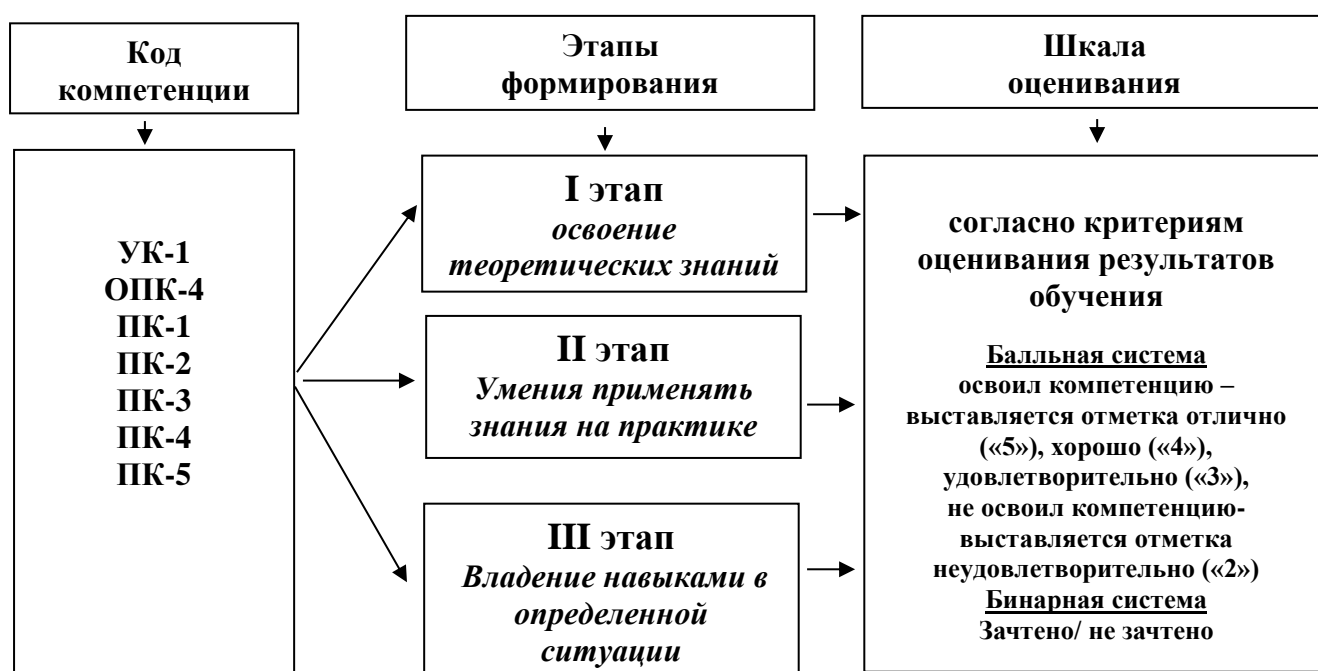 Код
компетенции
Этапы
формирования
Шкала
оценивания
УК-1
ОПК-4
ПК-1
ПК-2
ПК-3
ПК-4
ПК-5
I этап
освоение
теоретических знаний
II этап
Умения применять
знания на практике
III этап
Владение навыками в
определенной
ситуации
согласно критериям
оценивания результатов
обучения
Балльная система
освоил компетенцию –
выставляется отметка отлично
(«5»), хорошо («4»),
удовлетворительно («3»),
не освоил компетенцию-
выставляется отметка
неудовлетворительно («2»)
Бинарная система
Зачтено/ не зачтено